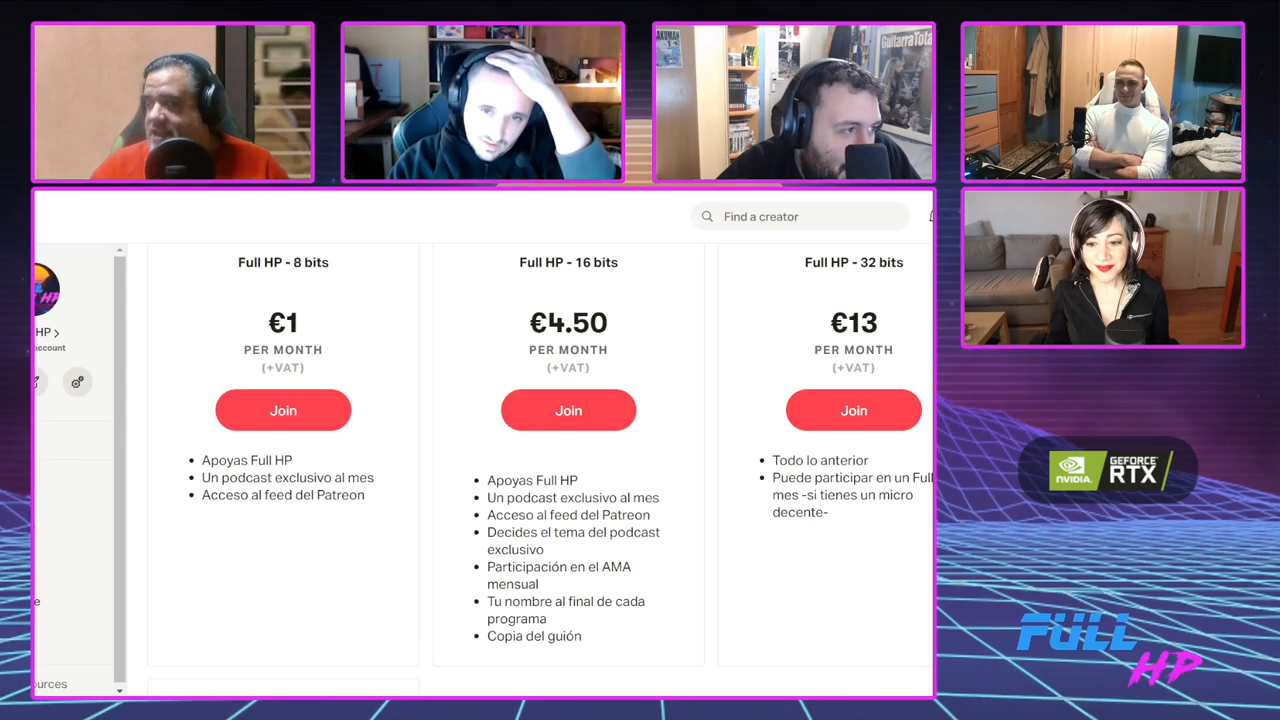 AKUMAN
GuitarraTotal
Find a creator
Full HP - 8 bits
€1
PER MONTH
(+VAT)
Join
Apoyas Full HP
Un podcast exclusivo al mes
Acceso al feed del Patreon
Full HP - 16 bits
€4.50
PER MONTH
(+VAT)
Join
Apoyas Full HP
Un podcast exclusivo al mes
Acceso al feed del Patreon
Decides el tema del podcast
exclusivo
Participación en el AMA
mensual
Tu nombre al final de cada
programa
Copia del guión
Full HP - 32 bits
€13
PER MONTH
(+VAT)
Join
Todo lo anterior
Puede participar en un Full
mes -si tienes un micro
decente-
HP
account
e
ources
NVIDIA.
GEFORCE
RTX
FULL
HP